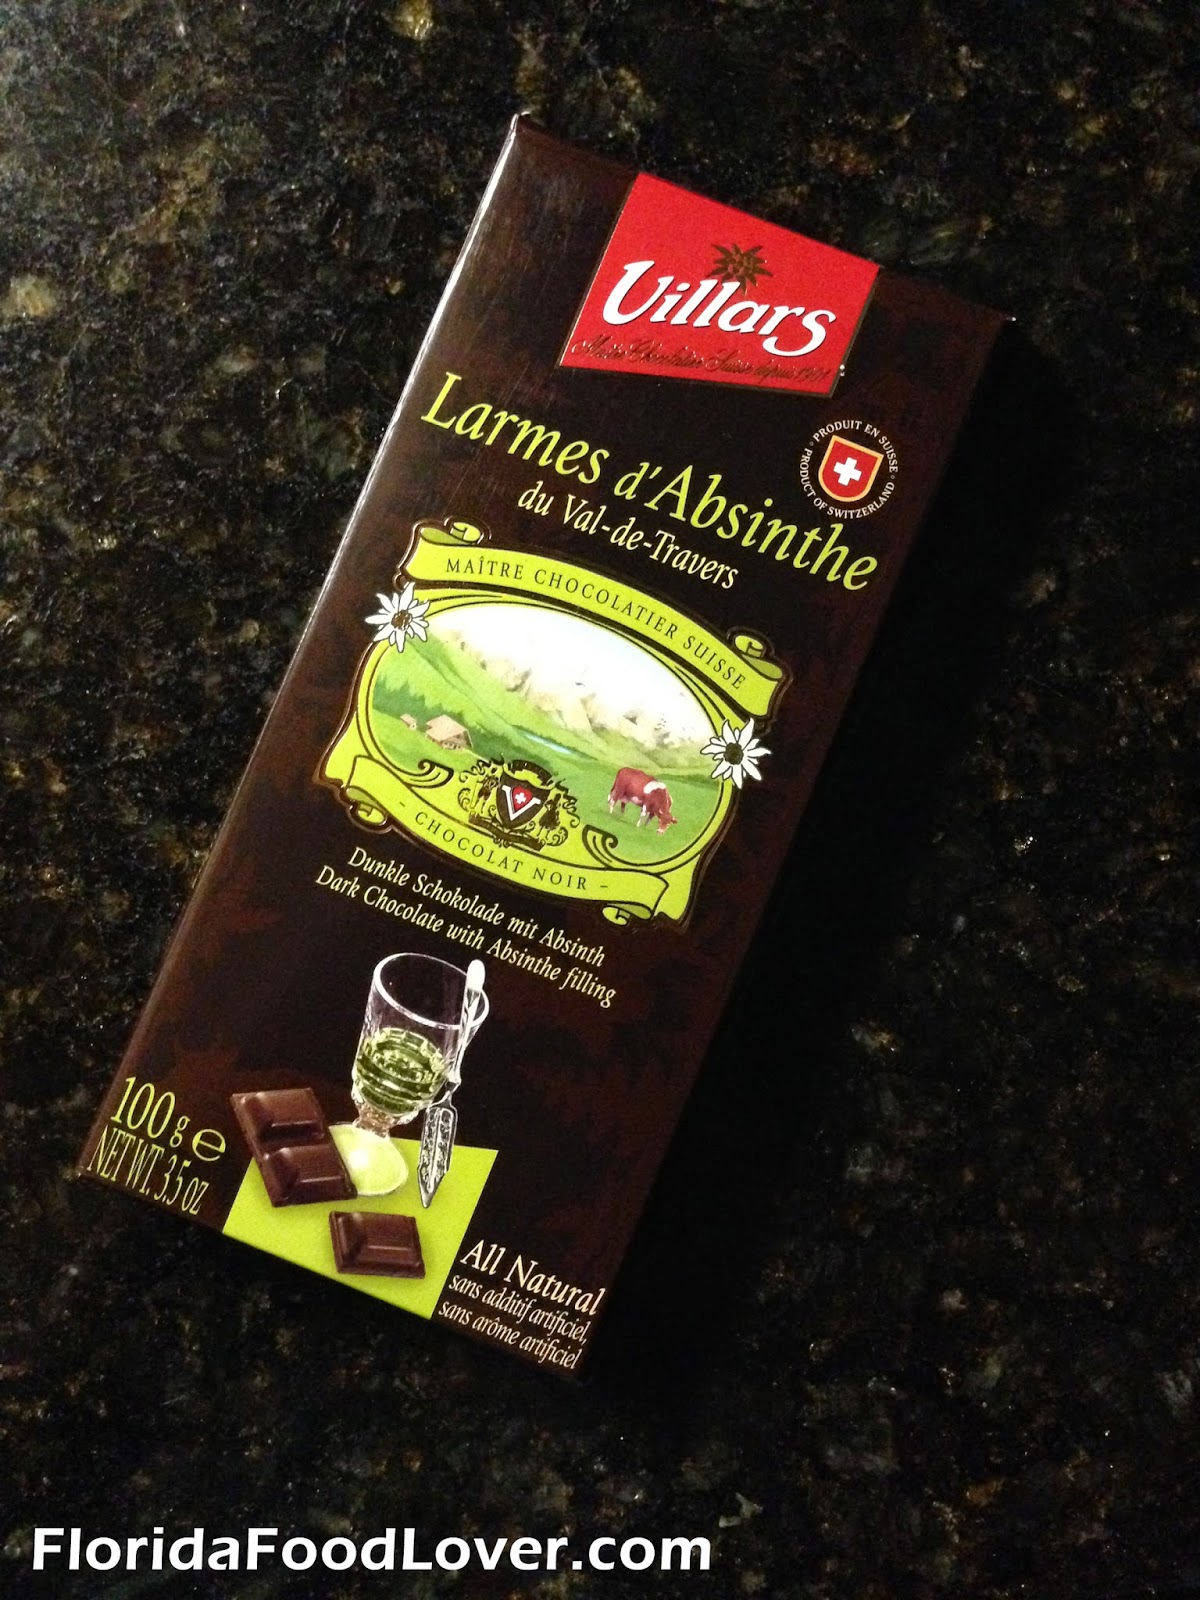 Villars
Maître Chocolatier Suisse depuis 1901
PRODUIT EN SUISSE
PRODUCT OF SWITZERLAND
Larmes d'Absinthe
du Val-de-Travers
MAÎTRE CHOCOLATIER SUISSE
V
- CHOCOLAT NOIR -
Dunkle Schokolade mit Absinth
Dark Chocolate with Absinthe filling
100 g e
NET WT. 3.5 OZ
All Natural
sans additif artificiel,
sans arôme artificiel
FloridaFoodLover.com